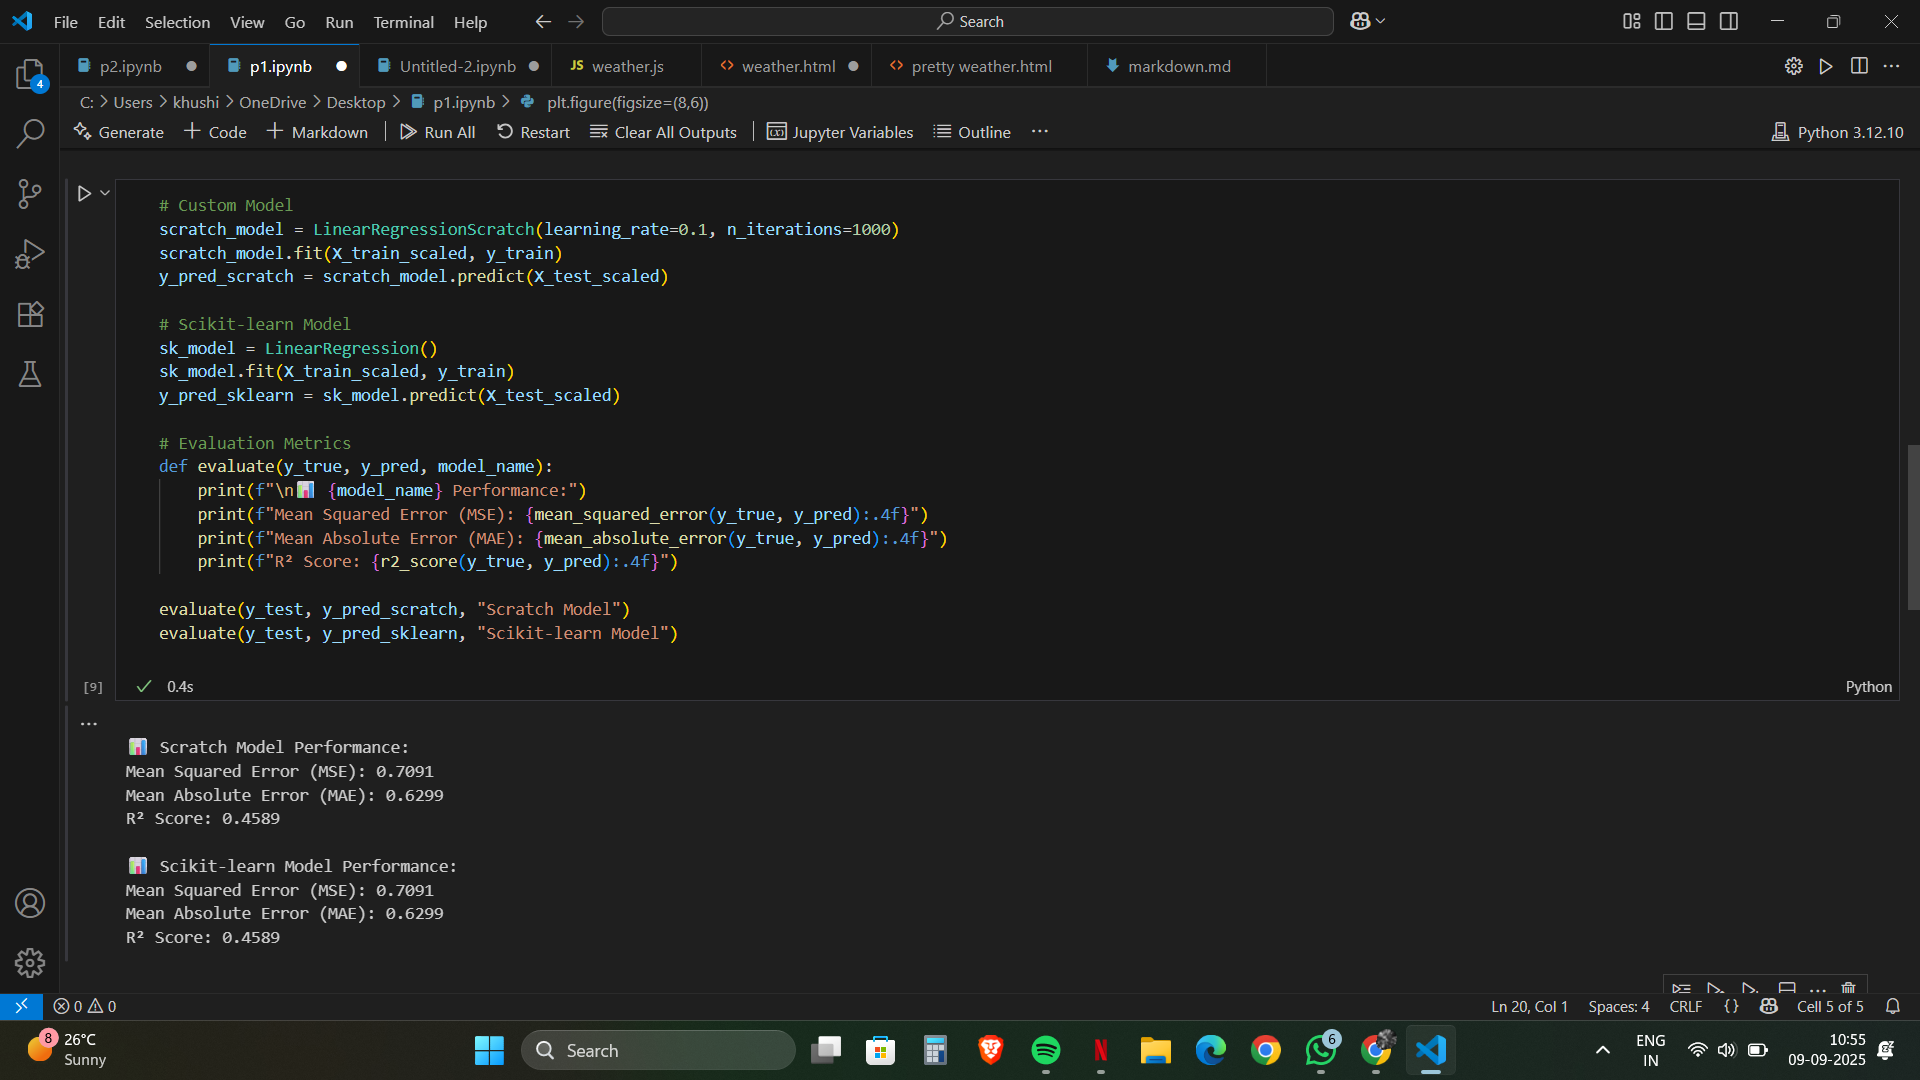 File Edit Selection View Go Run Terminal Help
Search
4
p2.ipynb
p1.ipynb
Untitled-2.ipynb
JS weather.js
<> weather.html
<> pretty weather.html
markdown.md
C: > Users > khushi > OneDrive > Desktop > p1.ipynb > plt.figure(figsize=(8,6))
Generate + Code + Markdown | Run All Restart Clear All Outputs | Jupyter Variables Outline ...
Python 3.12.10
# Custom Model
scratch_model = LinearRegressionScratch(learning_rate=0.1, n_iterations=1000)
scratch_model.fit(X_train_scaled, y_train)
y_pred_scratch = scratch_model.predict(X_test_scaled)
# Scikit-learn Model
sk_model = LinearRegression()
sk_model.fit(X_train_scaled, y_train)
y_pred_sklearn = sk_model.predict(X_test_scaled)
# Evaluation Metrics
def evaluate(y_true, y_pred, model_name):
    print(f"\n📊 {model_name} Performance:")
    print(f"Mean Squared Error (MSE): {mean_squared_error(y_true, y_pred):.4f}")
    print(f"Mean Absolute Error (MAE): {mean_absolute_error(y_true, y_pred):.4f}")
    print(f"R² Score: {r2_score(y_true, y_pred):.4f}")
evaluate(y_test, y_pred_scratch, "Scratch Model")
evaluate(y_test, y_pred_sklearn, "Scikit-learn Model")
[9]
0.4s
Python
...
📊 Scratch Model Performance:
Mean Squared Error (MSE): 0.7091
Mean Absolute Error (MAE): 0.6299
R² Score: 0.4589
📊 Scikit-learn Model Performance:
Mean Squared Error (MSE): 0.7091
Mean Absolute Error (MAE): 0.6299
R² Score: 0.4589
0 0
Ln 20, Col 1 Spaces: 4 CRLF {} Cell 5 of 5
8
26°C
Sunny
Search
6
ENG
IN
10:55
09-09-2025